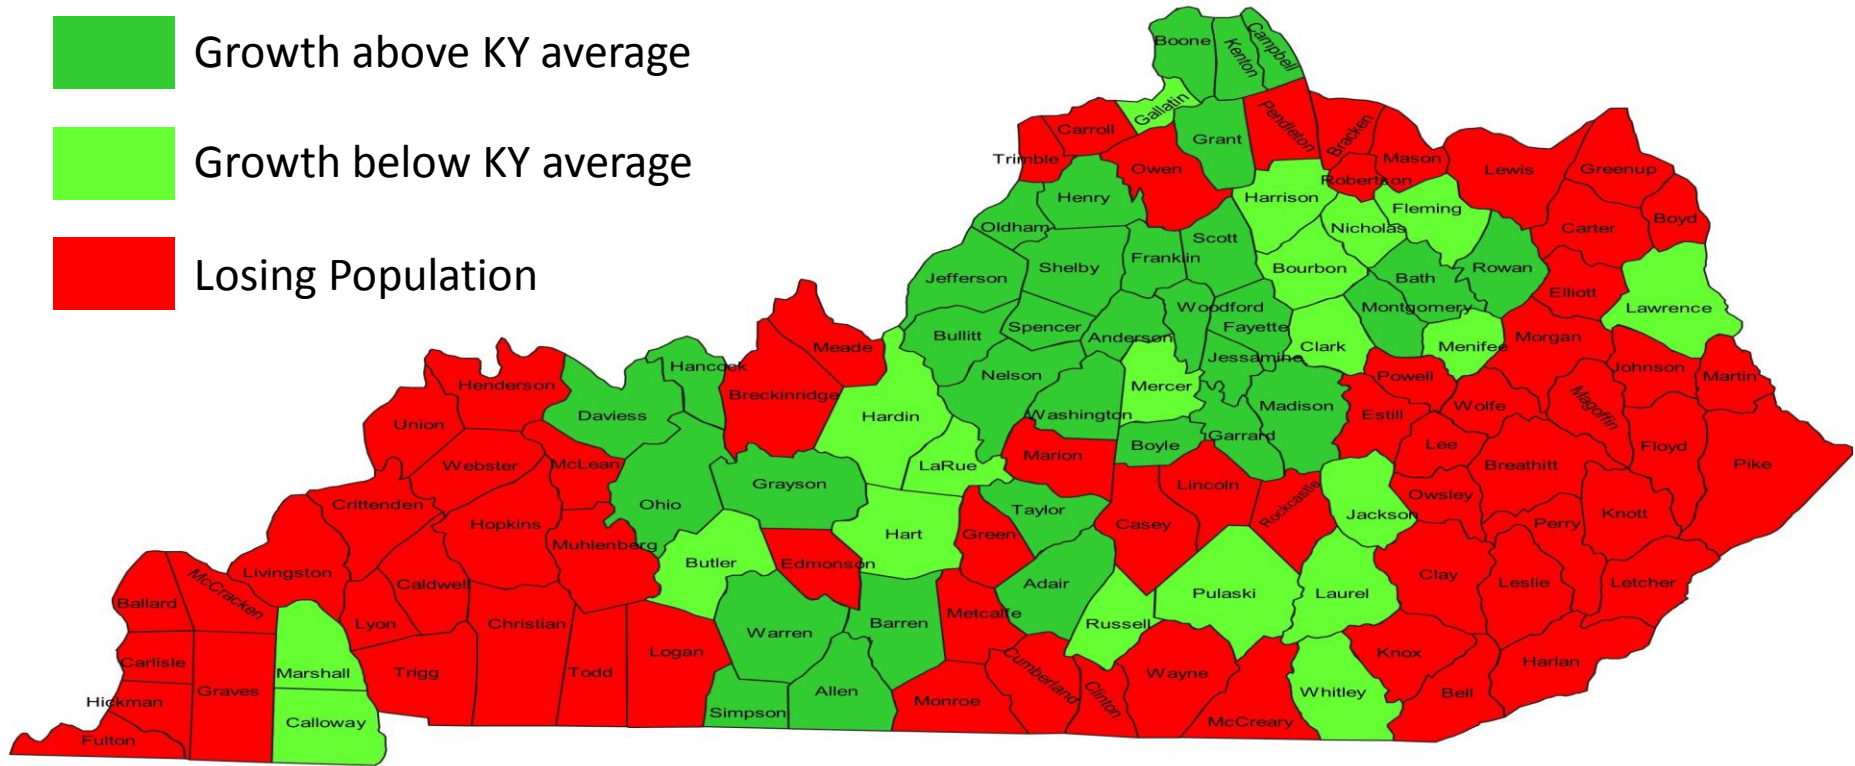 Growth above KY average
Growth below KY average
Losing Population
Boone
Kenton
Campbell
Gallatin
Carroll
Trimble
Owen
Grant
Pendleton
Bracken
Mason
Robertson
Lewis
Greenup
Henry
Harrison
Fleming
Nicholas
Carter
Boyd
Oldham
Scott
Franklin
Shelby
Jefferson
Bourbon
Bath
Rowan
Elliott
Lawrence
Woodford
Montgomery
Spencer
Bullitt
Anderson
Fayette
Clark
Menifee
Morgan
Jessamine
Meade
Hancock
Henderson
Breckinridge
Nelson
Mercer
Powell
Johnson
Martin
Daviess
Hardin
Washington
Madison
Estill
Wolfe
Magoffin
Union
Boyle
Garrard
Lee
Floyd
Webster
McLean
LaRue
Marion
Breathitt
Pike
Grayson
Lincoln
Rockcastle
Owsley
Crittenden
Ohio
Taylor
Jackson
Knott
Hopkins
Casey
Perry
Hart
Green
Muhlenberg
Butler
Edmonson
Livingston
McCracken
Caldwell
Adair
Pulaski
Laurel
Clay
Leslie
Letcher
Ballard
Lyon
Christian
Warren
Barren
Metcalfe
Russell
Carlisle
Marshall
Trigg
Todd
Logan
Cumberland
Clinton
Wayne
Knox
Harlan
Hickman
Graves
Allen
Monroe
Whitley
Bell
Calloway
Simpson
McCreary
Fulton